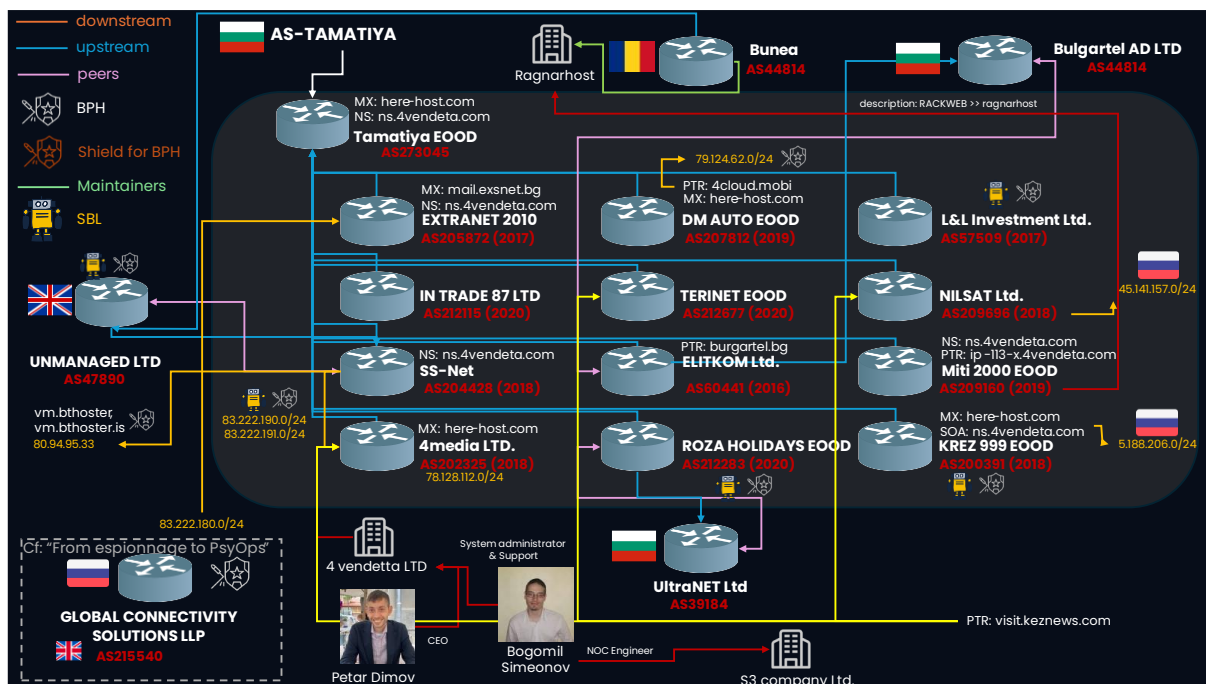 downstream
upstream
peers
BPH
Shield for BPH
Maintainers
SBL
AS-TAMATIYA
Ragnarhost
Bunea
AS44814
Bulgartel AD LTD
AS44814
description: RACKWEB >> ragnarhost
MX: here-host.com
NS: ns.4vendeta.com
Tamatiya EOOD
AS273045
79.124.62.0/24
MX: mail.exsnet.bg
NS: ns.4vendeta.com
EXTRANET 2010
AS205872 (2017)
PTR: 4cloud.mobi
MX: here-host.com
DM AUTO EOOD
AS207812 (2019)
L&L Investment Ltd.
AS57509 (2017)
IN TRADE 87 LTD
AS212115 (2020)
TERINET EOOD
AS212677 (2020)
NILSAT Ltd.
AS209696 (2018)
45.141.157.0/24
UNMANAGED LTD
AS47890
NS: ns.4vendeta.com
SS-Net
AS204428 (2018)
PTR: burgartel.bg
ELITKOM Ltd.
AS60441 (2016)
NS: ns.4vendeta.com
PTR: ip-113-x.4vendeta.com
Miti 2000 EOOD
AS209160 (2019)
vm.bthoster,
vm.bthoster.is
80.94.95.33
83.222.190.0/24
83.222.191.0/24
MX: here-host.com
4media LTD.
AS202325 (2018)
78.128.112.0/24
ROZA HOLIDAYS EOOD
AS212283 (2020)
MX: here-host.com
SOA: ns.4vendeta.com
KREZ 999 EOOD
AS200391 (2018)
5.188.206.0/24
83.222.180.0/24
Cf: “From espionnage to PsyOps”
GLOBAL CONNECTIVITY
SOLUTIONS LLP
AS215540
4 vendetta LTD
System administrator
& Support
UltraNET Ltd
AS39184
PTR: visit.keznews.com
CEO
Petar Dimov
Bogomil
Simeonov
NOC Engineer
S3 company Ltd.